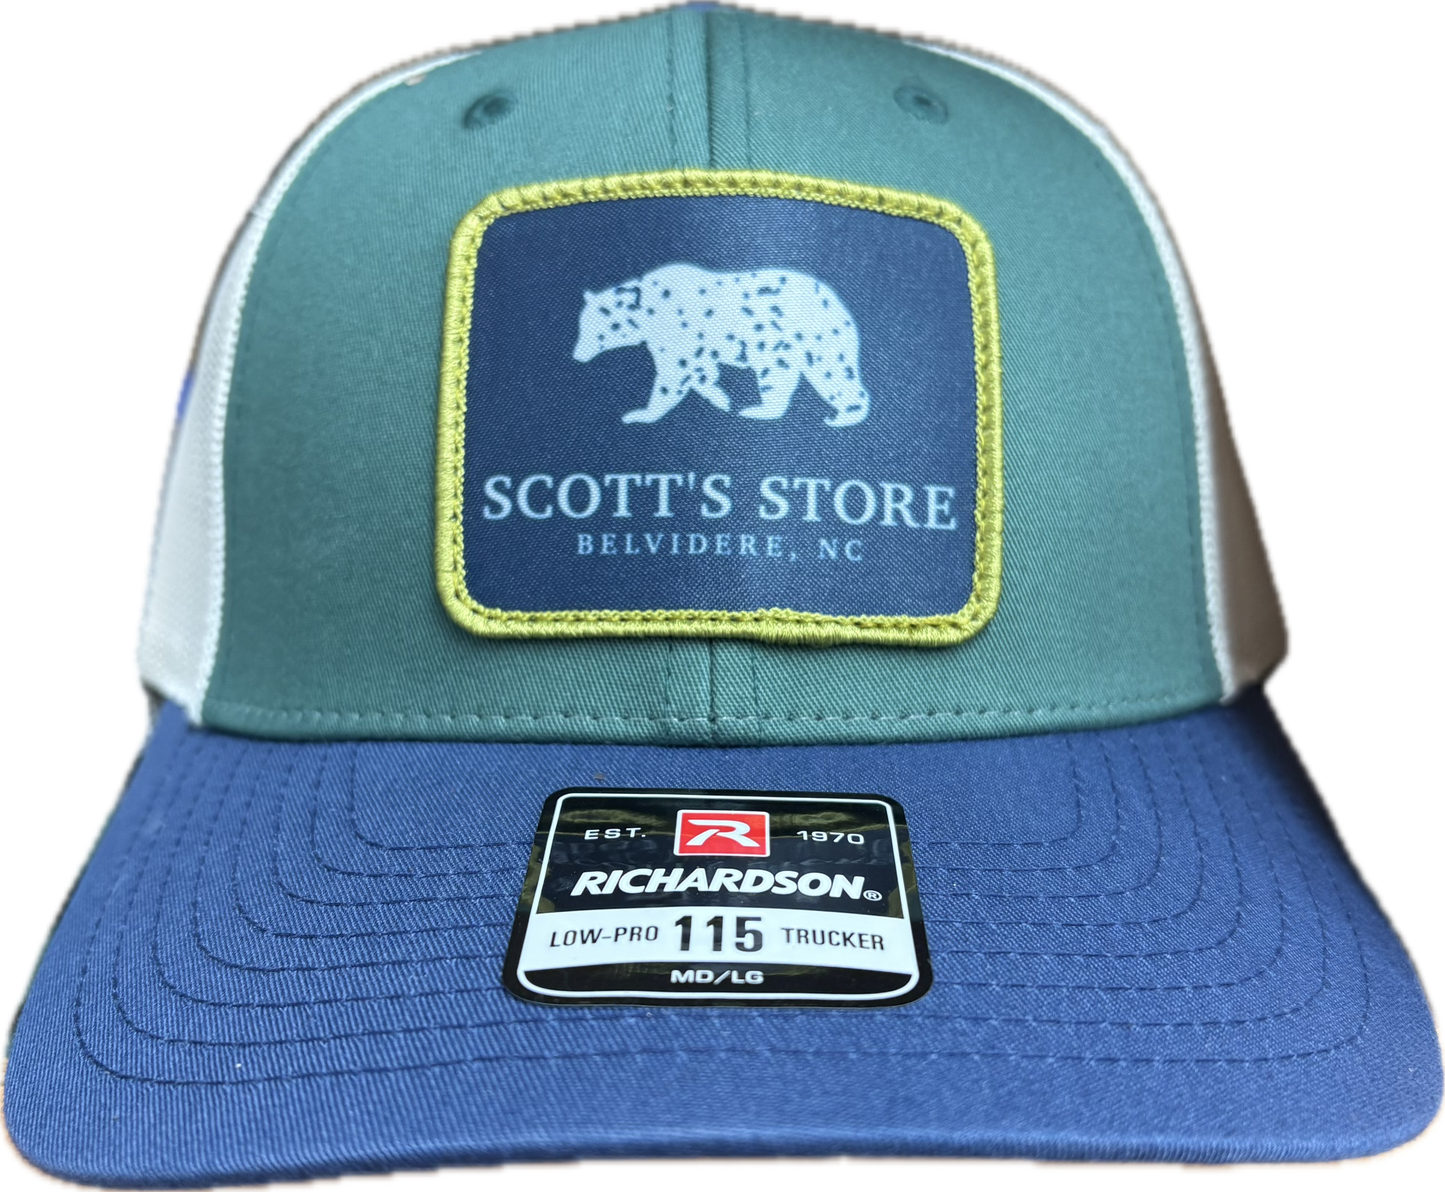 SCOTT'S STORE
BELVIDERE, NC
EST. R 1970
RICHARDSON®
LOW-PRO 115 TRUCKER
MD/LG